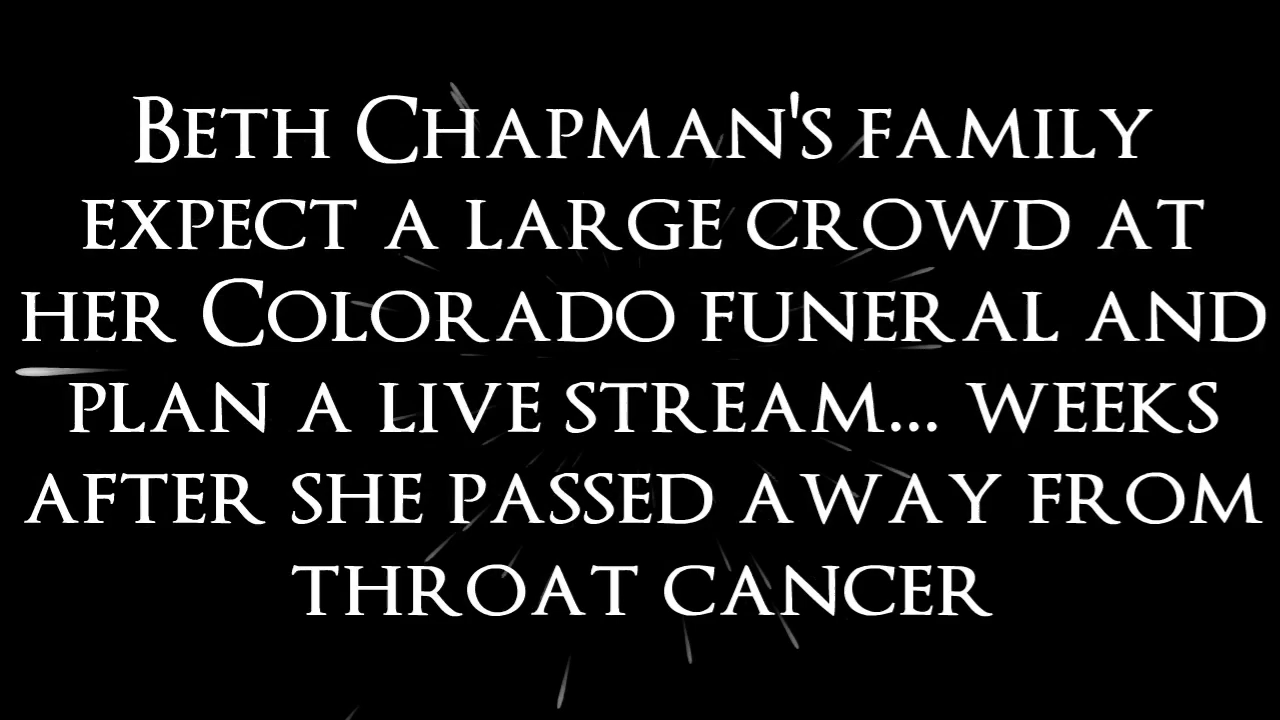 Beth Chapman's family
expect a large crowd at
her Colorado funeral and
plan a live stream... weeks
after she passed away from
throat cancer